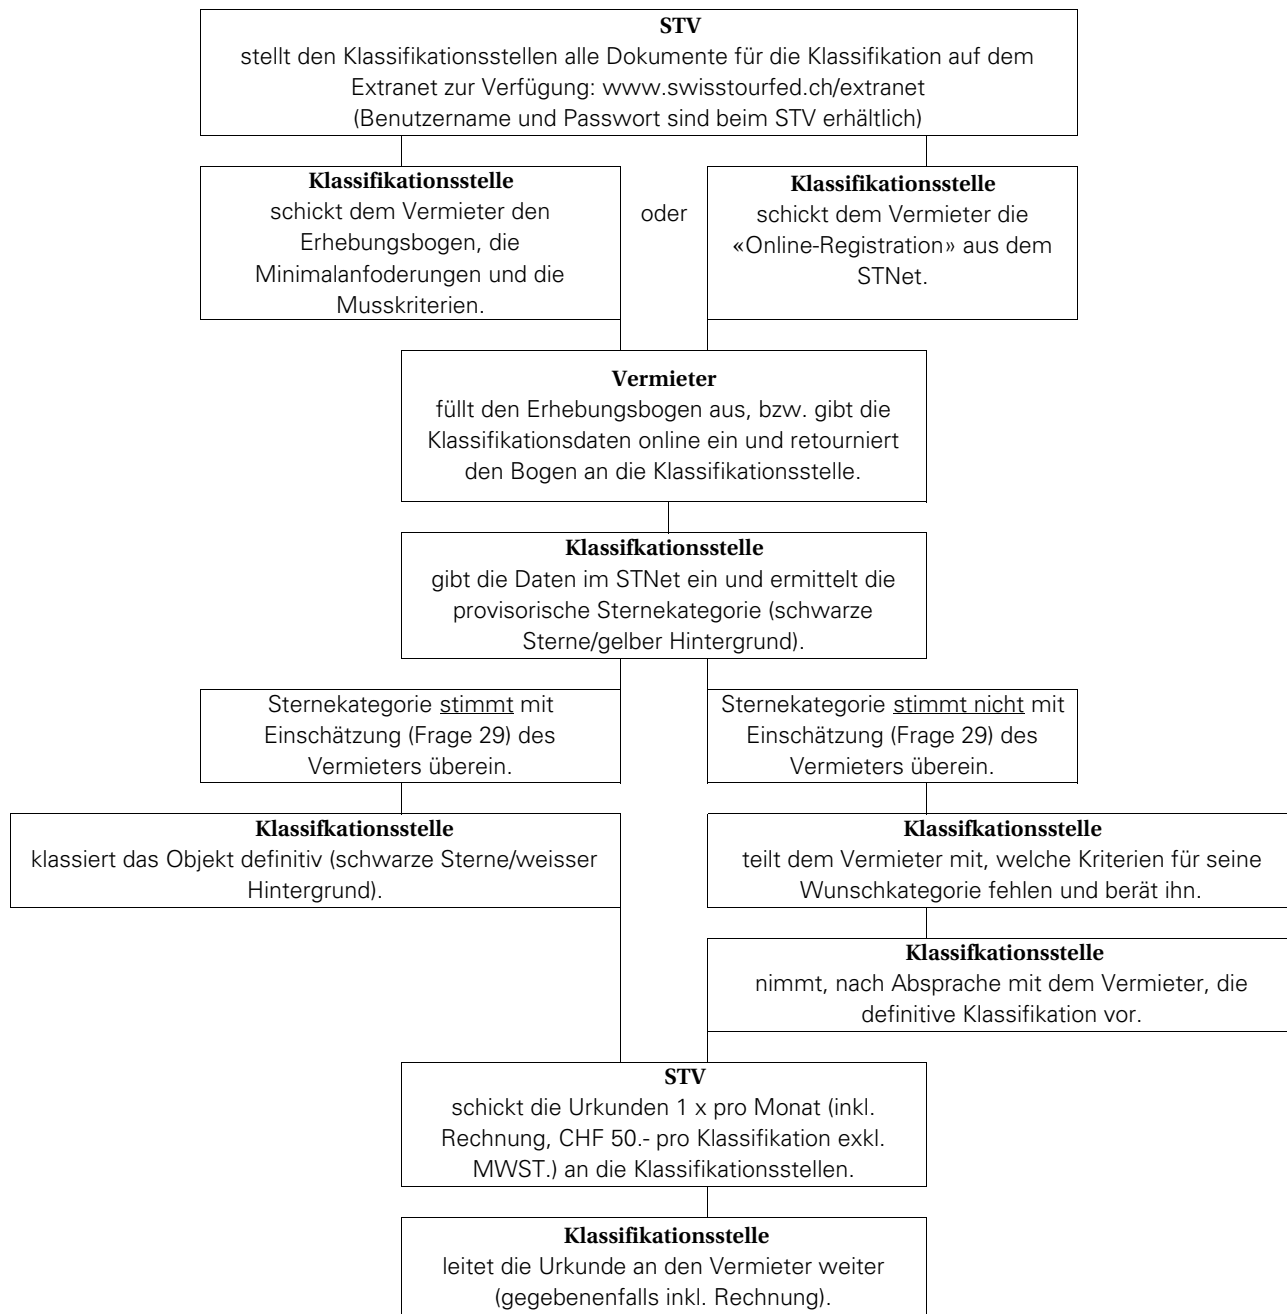 STV
stellt den Klassifikationsstellen alle Dokumente für die Klassifikation auf dem
Extranet zur Verfügung: www.swisstourfed.ch/extranet
(Benutzername und Passwort sind beim STV erhältlich)
Klassifikationsstelle
schickt dem Vermieter den
Erhebungsbogen, die
Minimalanfoderungen und die
Musskriterien.
oder
Klassifikationsstelle
schickt dem Vermieter die
«Online-Registration» aus dem
STNet.
Vermieter
füllt den Erhebungsbogen aus, bzw. gibt die
Klassifikationsdaten online ein und retourniert
den Bogen an die Klassifikationsstelle.
Klassifkationsstelle
gibt die Daten im STNet ein und ermittelt die
provisorische Sternekategorie (schwarze
Sterne/gelber Hintergrund).
Sternekategorie stimmt mit
Einschätzung (Frage 29) des
Vermieters überein.
Sternekategorie stimmt nicht mit
Einschätzung (Frage 29) des
Vermieters überein.
Klassifkationsstelle
klassiert das Objekt definitiv (schwarze Sterne/weisser
Hintergrund).
Klassifkationsstelle
teilt dem Vermieter mit, welche Kriterien für seine
Wunschkategorie fehlen und berät ihn.
Klassifkationsstelle
nimmt, nach Absprache mit dem Vermieter, die
definitive Klassifikation vor.
STV
schickt die Urkunden 1 x pro Monat (inkl.
Rechnung, CHF 50.- pro Klassifikation exkl.
MWST.) an die Klassifikationsstellen.
Klassifikationsstelle
leitet die Urkunde an den Vermieter weiter
(gegebenenfalls inkl. Rechnung).